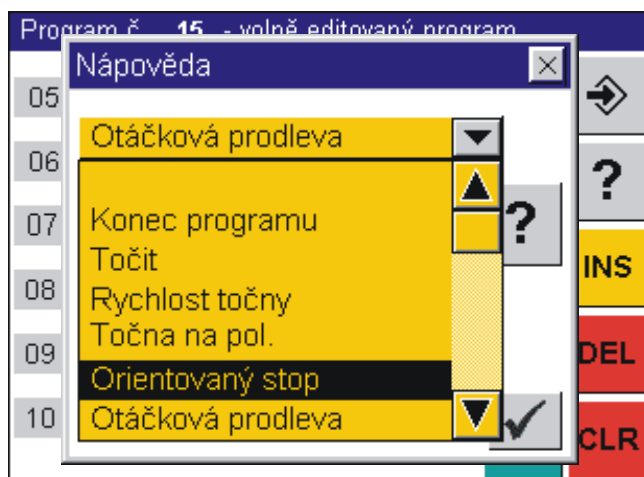 Program č. 15 - volně editovaný program
Nápověda
05
Otáčková prodleva
06
?
?
Konec programu
07
Točit
INS
Rychlost točny
08
Točna na pol.
09
DEL
Orientovaný stop
10
Otáčková prodleva
CLR